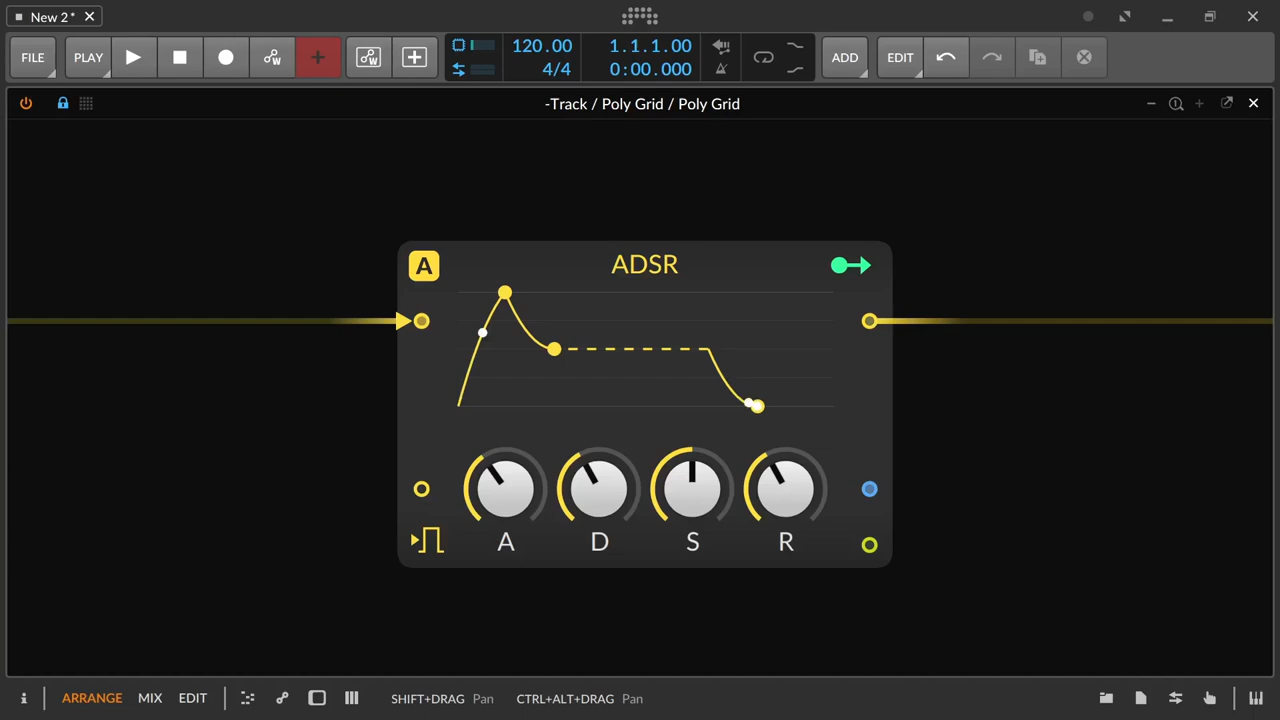 New 2*
FILE
PLAY
W
W
120.00
4/4
1.1.1.00
0:00.000
ADD
EDIT
-Track / Poly Grid / Poly Grid
A
ADSR
A
D
S
R
i
ARRANGE
MIX
EDIT
SHIFT+DRAG Pan
CTRL+ALT+DRAG Pan